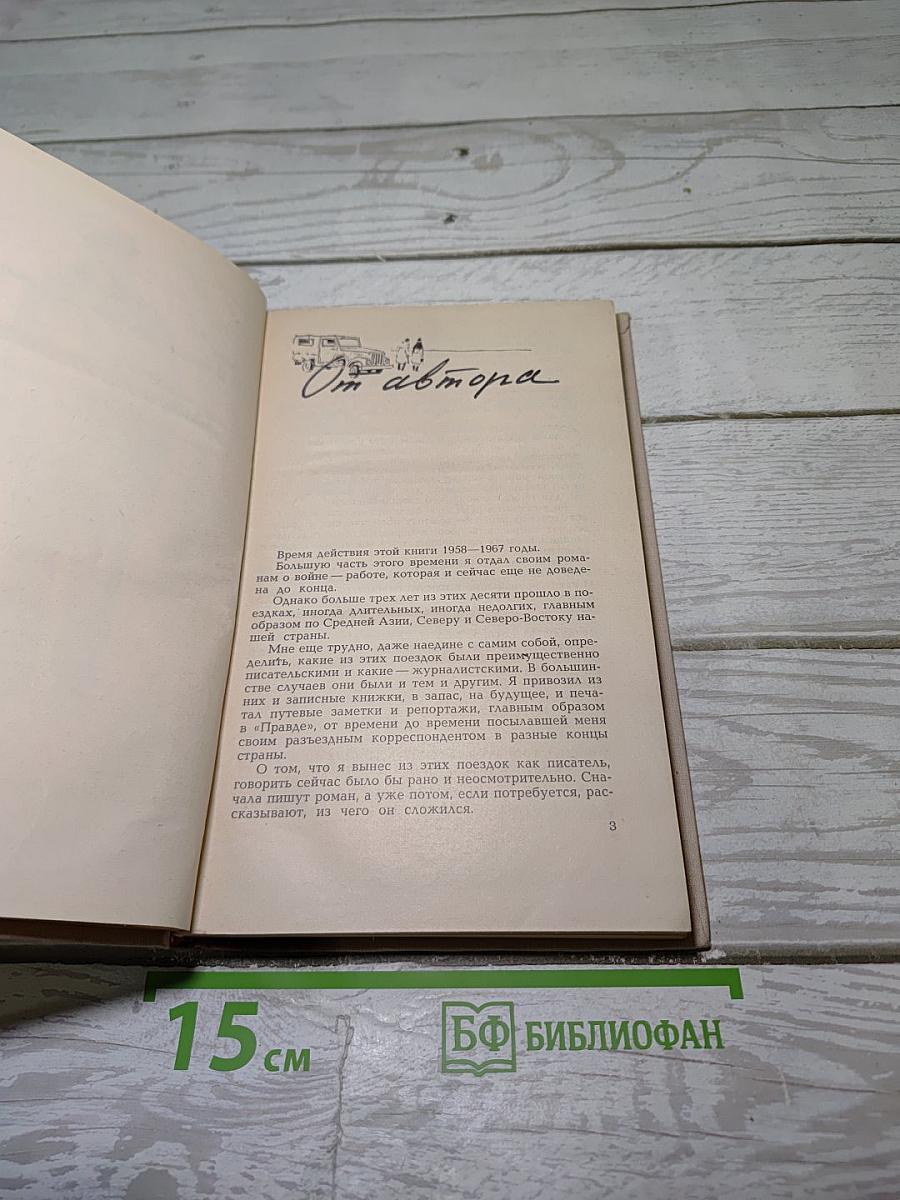 От автора
Время действия этой книги 1958—1967 годы.
Большую часть этого времени я отдал своим рома-
нам о войне — работе, которая и сейчас еще не доведе-
на до конца.
Однако больше трех лет из этих десяти прошло в по-
ездках, иногда длительных, иногда недолгих, главным
образом по Средней Азии, Северу и Северо-Востоку на-
шей страны.
Мне еще трудно, даже наедине с самим собой, опре-
делить, какие из этих поездок были преимущественно
писательскими и какие — журналистскими. В большин-
стве случаев они были и тем и другим. Я привозил из
них и записные книжки, в запас, на будущее, и печа-
тал путевые заметки и репортажи, главным образом
в «Правде», от времени до времени посылавшей меня
своим разъездным корреспондентом в разные концы
страны.
О том, что я вынес из этих поездок как писатель,
говорить сейчас было бы рано и неосмотрительно. Сна-
чала пишут роман, а уже потом, если потребуется, рас-
сказывают, из чего он сложился.
3
15 см
БФ БИБЛИОФАН